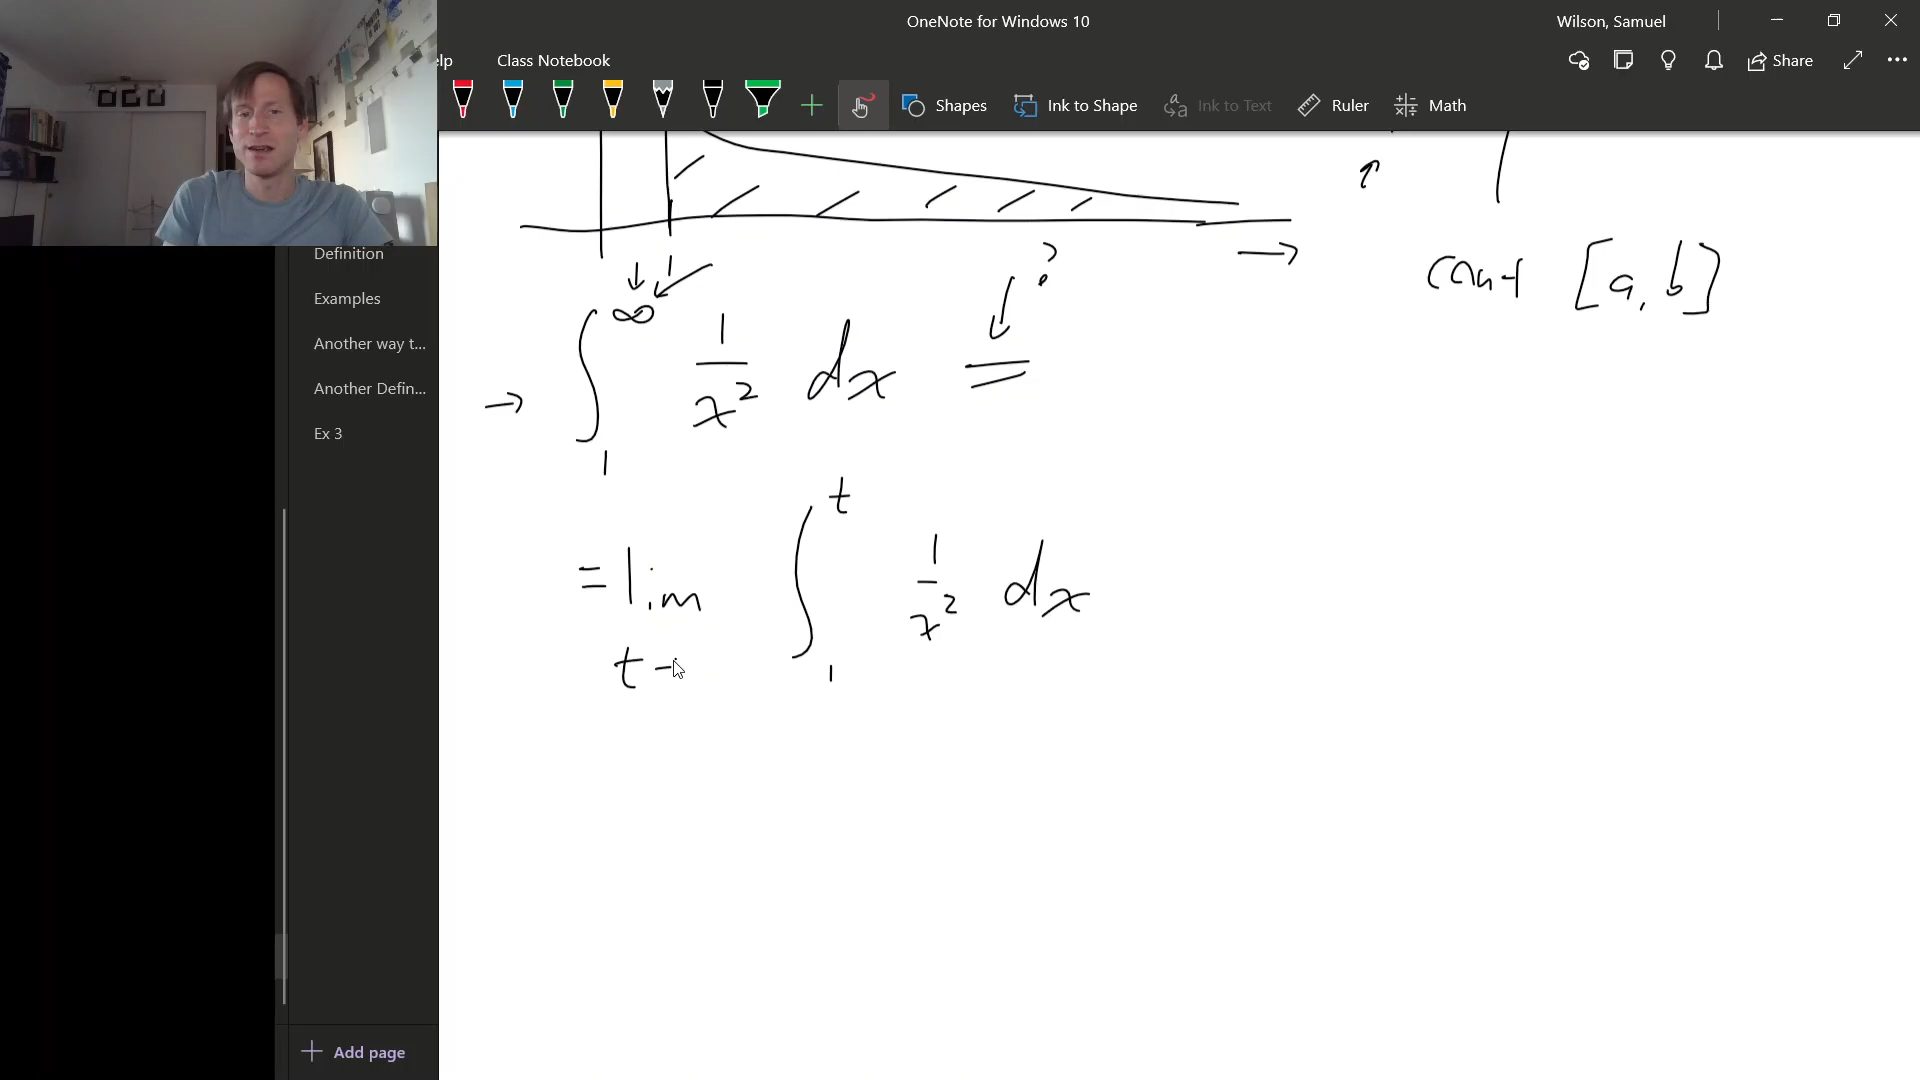 OneNote for Windows 10
Wilson, Samuel
elp Class Notebook
Share
Shapes Ink to Shape Ink to Text Ruler Math
Definition
Examples
Another way t...
Another Defin...
Ex 3
Add page
1
?
cont [a, b]
→ ∫₁^∞ 1/x² dx =
= lim t - ∫₁^t 1/x² dx